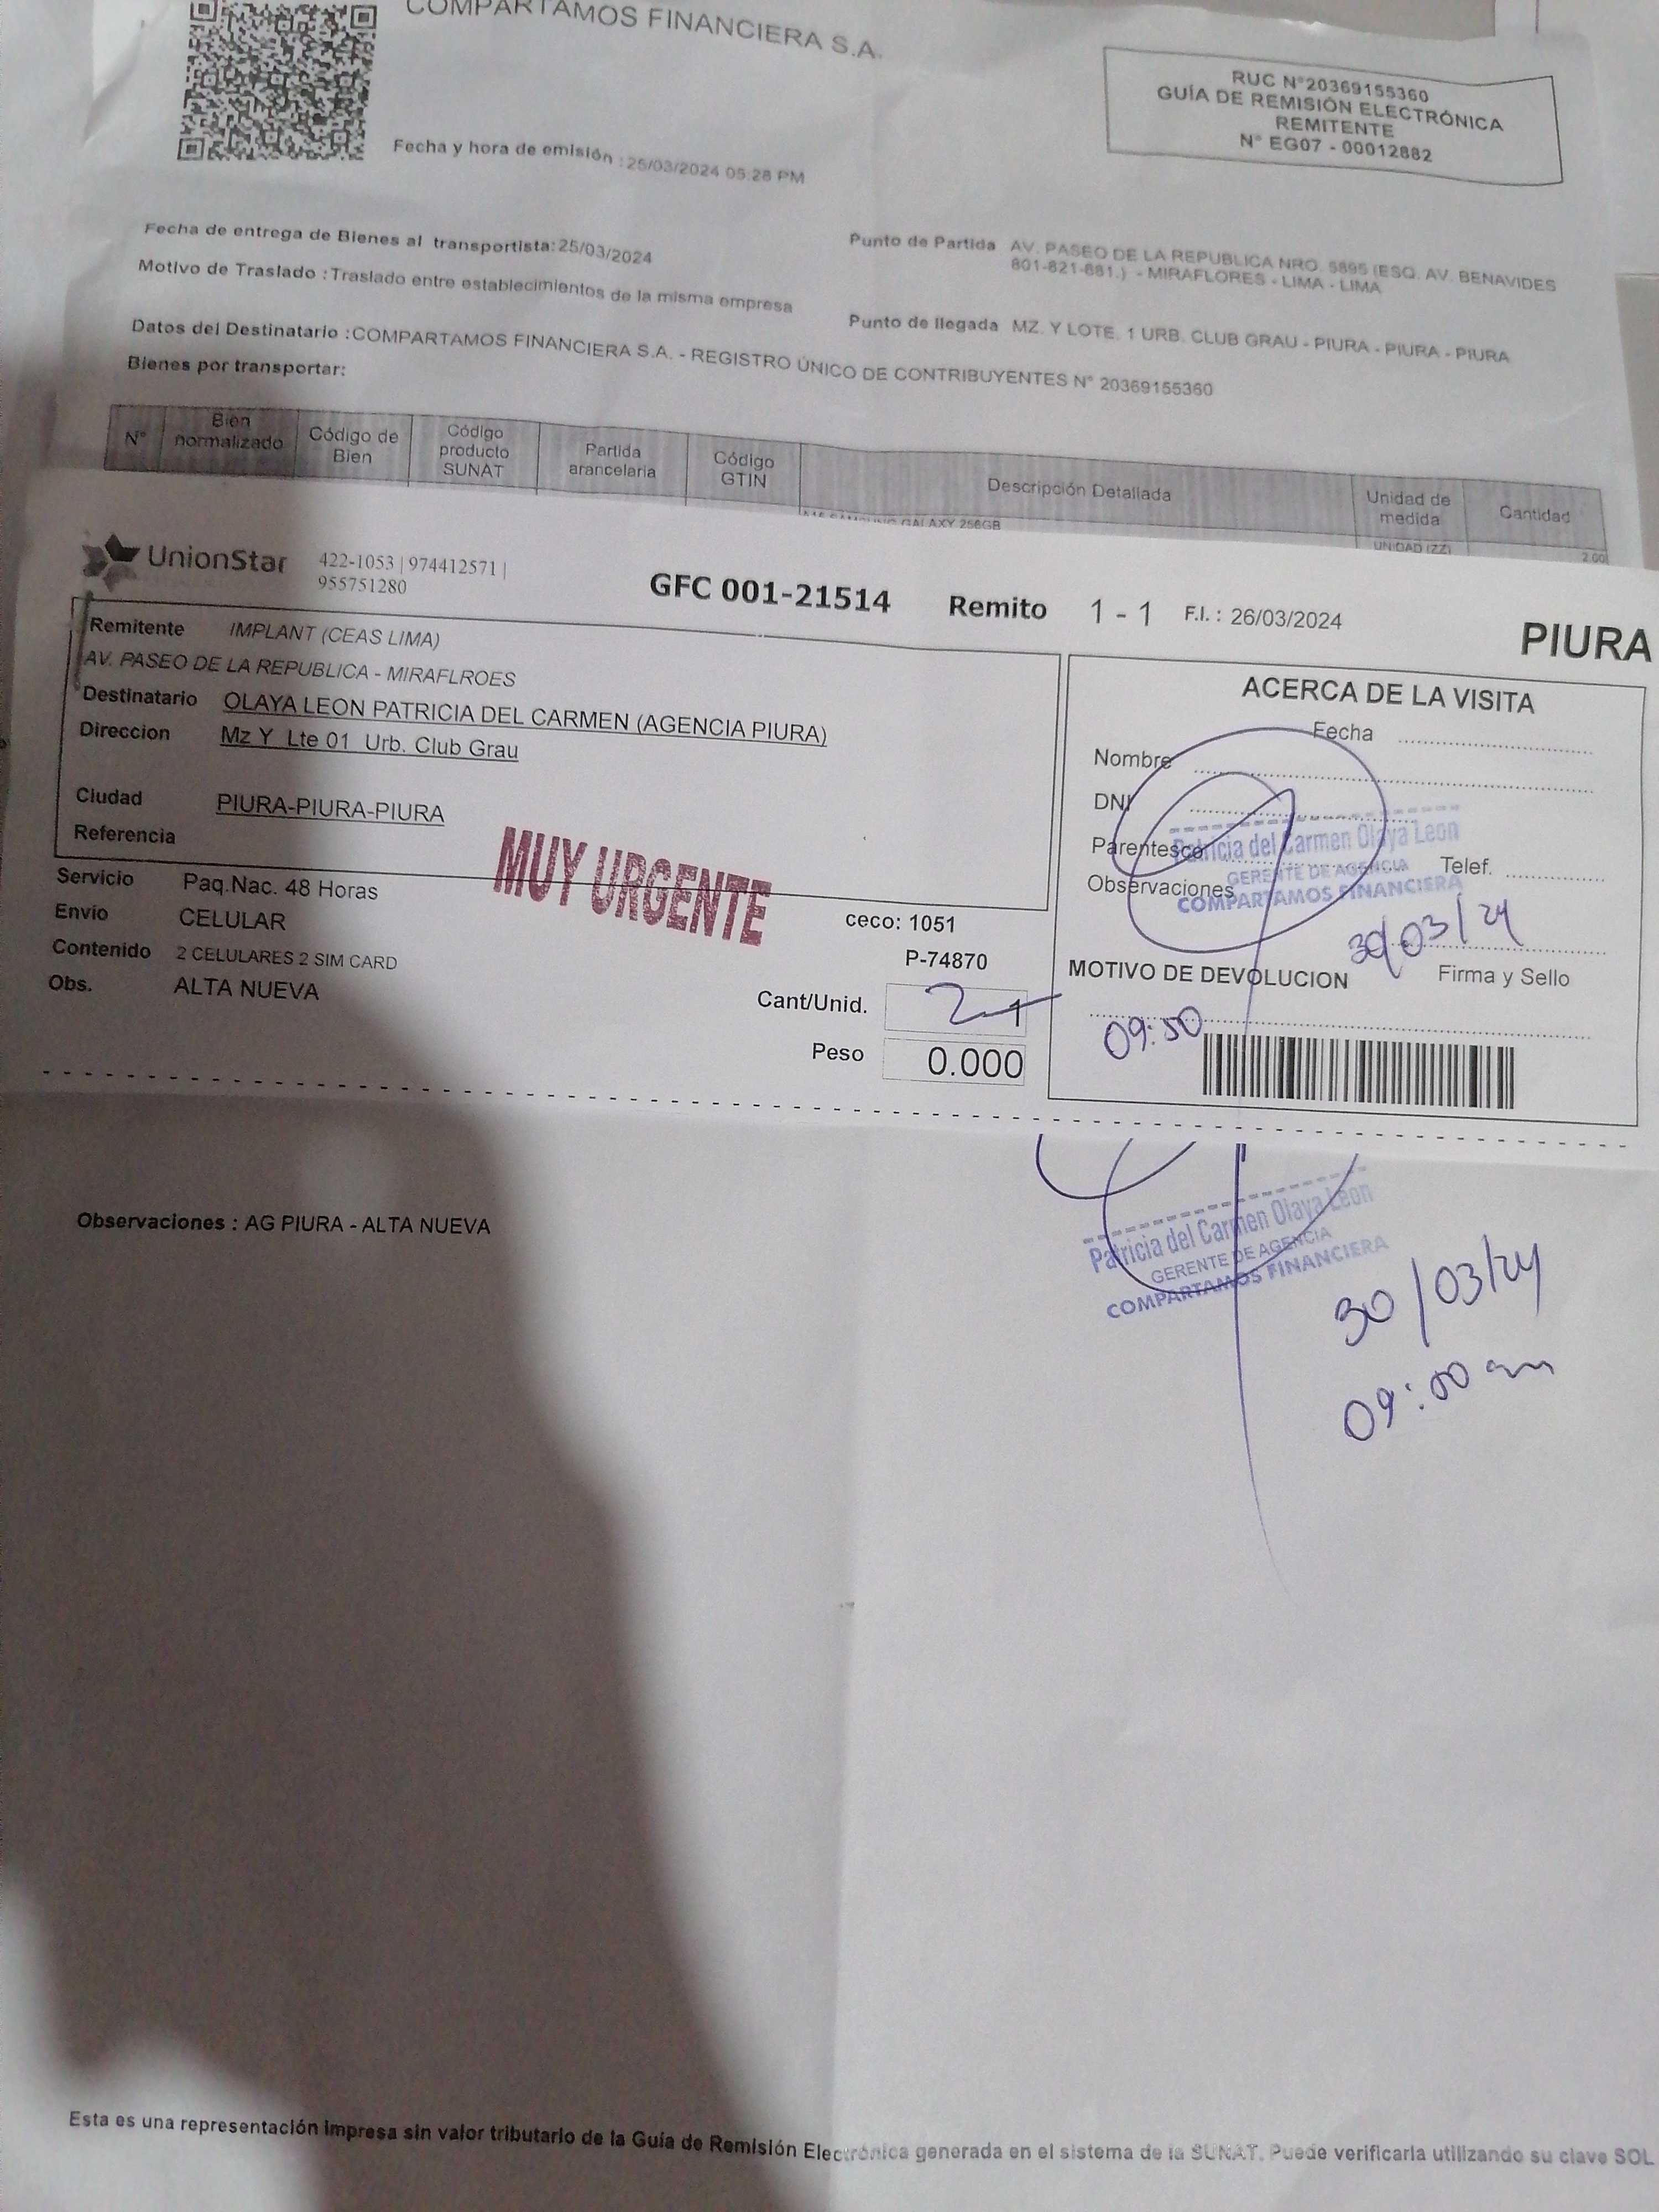 COMPARTAMOS FINANCIERA S.A.
RUC N°20369155360
GUÍA DE REMISIÓN ELECTRÓNICA
REMITENTE
N° EG07 - 00012882
Fecha y hora de emisión : 25/03/2024 05:28 PM
Fecha de entrega de Bienes al transportista: 25/03/2024
Motivo de Traslado : Traslado entre establecimientos de la misma empresa
Punto de Partida AV. PASEO DE LA REPUBLICA NRO. 5895 (ESQ. AV. BENAVIDES
801-821-881.) - MIRAFLORES - LIMA - LIMA
Punto de llegada MZ. Y LOTE. 1 URB. CLUB GRAU - PIURA - PIURA - PIURA
Datos del Destinatario : COMPARTAMOS FINANCIERA S.A. - REGISTRO ÚNICO DE CONTRIBUYENTES N° 20369155360
Bienes por transportar:
N° Bien normalizado Código de Bien Código producto SUNAT Partida arancelaria Código GTIN Descripción Detallada Unidad de medida Cantidad
GALAXY 256GB UNIDAD (ZZ) 2.00
UnionStar 422-1053 | 974412571 |
955751280
GFC 001-21514 Remito 1 - 1 F.I. : 26/03/2024
PIURA
Remitente IMPLANT (CEAS LIMA)
AV. PASEO DE LA REPUBLICA - MIRAFLROES
Destinatario OLAYA LEON PATRICIA DEL CARMEN (AGENCIA PIURA)
Direccion Mz Y Lte 01 Urb. Club Grau
Ciudad PIURA-PIURA-PIURA
Referencia
Servicio Paq.Nac. 48 Horas
Envio CELULAR
Contenido 2 CELULARES 2 SIM CARD
Obs. ALTA NUEVA
MUY URGENTE
ceco: 1051
P-74870
Cant/Unid. 1
Peso 0.000
ACERCA DE LA VISITA
Fecha
Nombre
DNI
Parentesco
Telef.
Observaciones
Patricia del Carmen Olaya Leon
GERENTE DE AGENCIA
COMPARTAMOS FINANCIERA
30/03/24
MOTIVO DE DEVOLUCION Firma y Sello
09:50
Observaciones : AG PIURA - ALTA NUEVA
Patricia del Carmen Olaya Leon
GERENTE DE AGENCIA
COMPARTAMOS FINANCIERA
30/03/24
09:00 am
Esta es una representación impresa sin valor tributario de la Guía de Remisión Electrónica generada en el sistema de la SUNAT. Puede verificarla utilizando su clave SOL